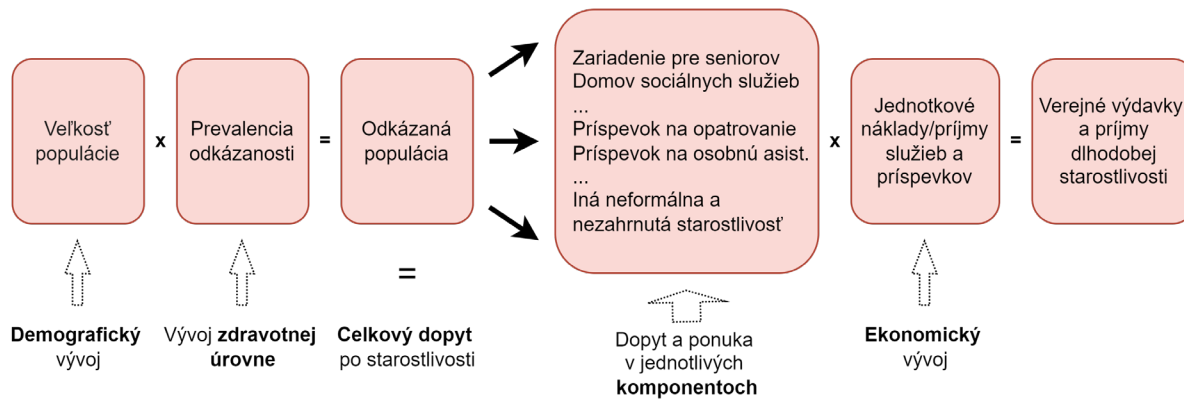 Veľkosť
populácie
x
Prevalencia
odkázanosti
=
Odkázaná
populácia
Zariadenie pre seniorov
Domov sociálnych služieb
...
Príspevok na opatrovanie
Príspevok na osobnú asist.
...
Iná neformálna a
nezahrnutá starostlivosť
x
Jednotkové
náklady/príjmy
služieb a
príspevkov
=
Verejné výdavky
a príjmy
dlhodobej
starostlivosti
Demografický
vývoj
Vývoj zdravotnej
úrovne
=
Celkový dopyt
po starostlivosti
Dopyt a ponuka
v jednotlivých
komponentoch
Ekonomický
vývoj